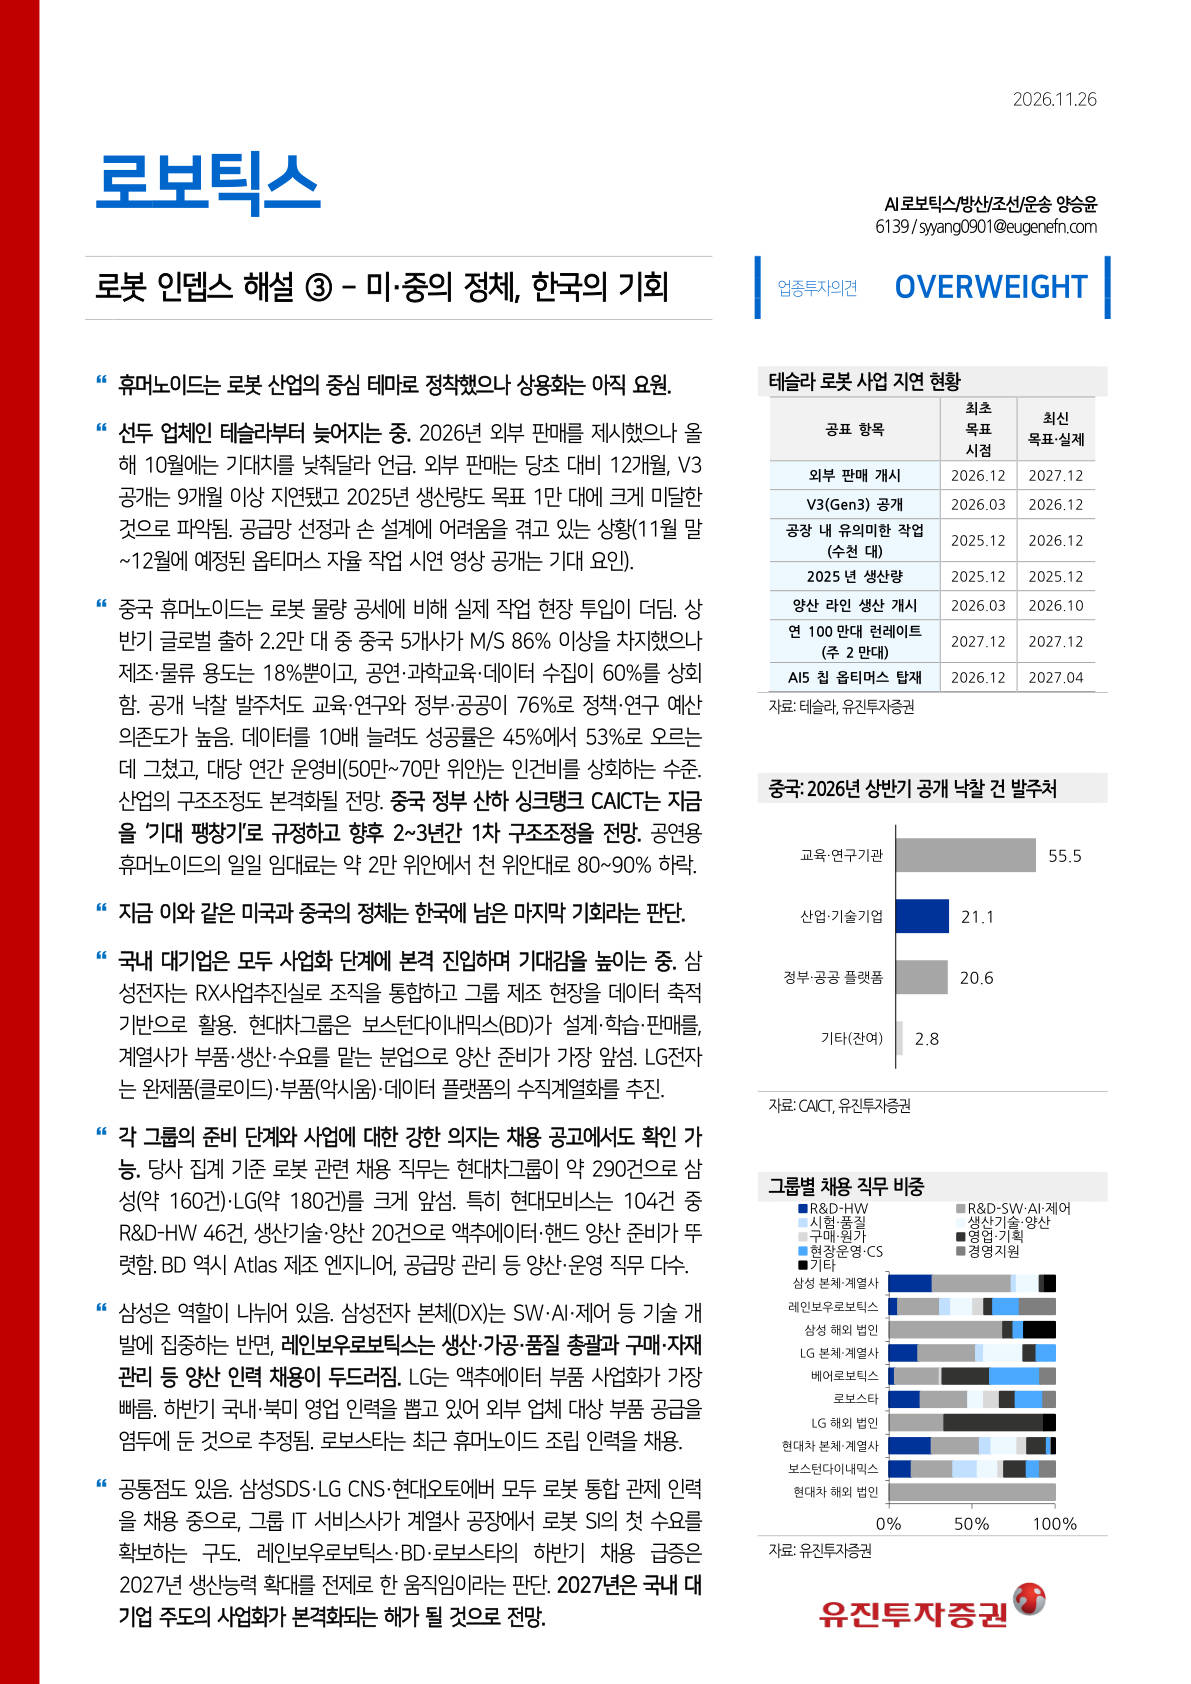 2026.11.26
로보틱스
AI로보틱스/방산/조선/운송 양승윤
6139 / syyang0901@eugenefn.com
로봇 인뎁스 해설 ③ – 미·중의 정체, 한국의 기회
업종투자의견 OVERWEIGHT
“ 휴머노이드는 로봇 산업의 중심 테마로 정착했으나 상용화는 아직 요원.
“ 선두 업체인 테슬라부터 늦어지는 중. 2026년 외부 판매를 제시했으나 올
해 10월에는 기대치를 낮춰달라 언급. 외부 판매는 당초 대비 12개월, V3
공개는 9개월 이상 지연됐고 2025년 생산량도 목표 1만 대에 크게 미달한
것으로 파악됨. 공급망 선정과 손 설계에 어려움을 겪고 있는 상황(11월 말
~12월에 예정된 옵티머스 자율 작업 시연 영상 공개는 기대 요인).
“ 중국 휴머노이드는 로봇 물량 공세에 비해 실제 작업 현장 투입이 더딤. 상
반기 글로벌 출하 2.2만 대 중 중국 5개사가 M/S 86% 이상을 차지했으나
제조·물류 용도는 18%뿐이고, 공연·과학교육·데이터 수집이 60%를 상회
함. 공개 낙찰 발주처도 교육·연구와 정부·공공이 76%로 정책·연구 예산
의존도가 높음. 데이터를 10배 늘려도 성공률은 45%에서 53%로 오르는
데 그쳤고, 대당 연간 운영비(50만~70만 위안)는 인건비를 상회하는 수준.
산업의 구조조정도 본격화될 전망. 중국 정부 산하 싱크탱크 CAICT는 지금
을 ‘기대 팽창기’로 규정하고 향후 2~3년간 1차 구조조정을 전망. 공연용
휴머노이드의 일일 임대료는 약 2만 위안에서 천 위안대로 80~90% 하락.
“ 지금 이와 같은 미국과 중국의 정체는 한국에 남은 마지막 기회라는 판단.
“ 국내 대기업은 모두 사업화 단계에 본격 진입하며 기대감을 높이는 중. 삼
성전자는 RX사업추진실로 조직을 통합하고 그룹 제조 현장을 데이터 축적
기반으로 활용. 현대차그룹은 보스턴다이내믹스(BD)가 설계·학습·판매를,
계열사가 부품·생산·수요를 맡는 분업으로 양산 준비가 가장 앞섬. LG전자
는 완제품(클로이드)·부품(악시움)·데이터 플랫폼의 수직계열화를 추진.
“ 각 그룹의 준비 단계와 사업에 대한 강한 의지는 채용 공고에서도 확인 가
능. 당사 집계 기준 로봇 관련 채용 직무는 현대차그룹이 약 290건으로 삼
성(약 160건)·LG(약 180건)를 크게 앞섬. 특히 현대모비스는 104건 중
R&D-HW 46건, 생산기술·양산 20건으로 액추에이터·핸드 양산 준비가 뚜
렷함. BD 역시 Atlas 제조 엔지니어, 공급망 관리 등 양산·운영 직무 다수.
“ 삼성은 역할이 나뉘어 있음. 삼성전자 본체(DX)는 SW·AI·제어 등 기술 개
발에 집중하는 반면, 레인보우로보틱스는 생산·가공·품질 총괄과 구매·자재
관리 등 양산 인력 채용이 두드러짐. LG는 액추에이터 부품 사업화가 가장
빠름. 하반기 국내·북미 영업 인력을 뽑고 있어 외부 업체 대상 부품 공급을
염두에 둔 것으로 추정됨. 로보스타는 최근 휴머노이드 조립 인력을 채용.
“ 공통점도 있음. 삼성SDS·LG CNS·현대오토에버 모두 로봇 통합 관제 인력
을 채용 중으로, 그룹 IT 서비스사가 계열사 공장에서 로봇 SI의 첫 수요를
확보하는 구도. 레인보우로보틱스·BD·로보스타의 하반기 채용 급증은
2027년 생산능력 확대를 전제로 한 움직임이라는 판단. 2027년은 국내 대
기업 주도의 사업화가 본격화되는 해가 될 것으로 전망.
테슬라 로봇 사업 지연 현황
공표 항목 최초 목표 시점 최신 목표·실제
외부 판매 개시 2026.12 2027.12
V3(Gen3) 공개 2026.03 2026.12
공장 내 유의미한 작업 (수천 대) 2025.12 2026.12
2025년 생산량 2025.12 2025.12
양산 라인 생산 개시 2026.03 2026.10
연 100만대 런레이트 (주 2만대) 2027.12 2027.12
AI5 칩 옵티머스 탑재 2026.12 2027.04
자료: 테슬라, 유진투자증권
중국: 2026년 상반기 공개 낙찰 건 발주처
교육·연구기관 55.5
산업·기술기업 21.1
정부·공공 플랫폼 20.6
기타(잔여) 2.8
자료: CAICT, 유진투자증권
그룹별 채용 직무 비중
R&D-HW R&D-SW·AI·제어
시험·품질 생산기술·양산
구매·원가 영업·기획
현장운영·CS 경영지원
기타
삼성 본체·계열사
레인보우로보틱스
삼성 해외 법인
LG 본체·계열사
베어로보틱스
로보스타
LG 해외 법인
현대차 본체·계열사
보스턴다이내믹스
현대차 해외 법인
0% 50% 100%
자료: 유진투자증권
유진투자증권